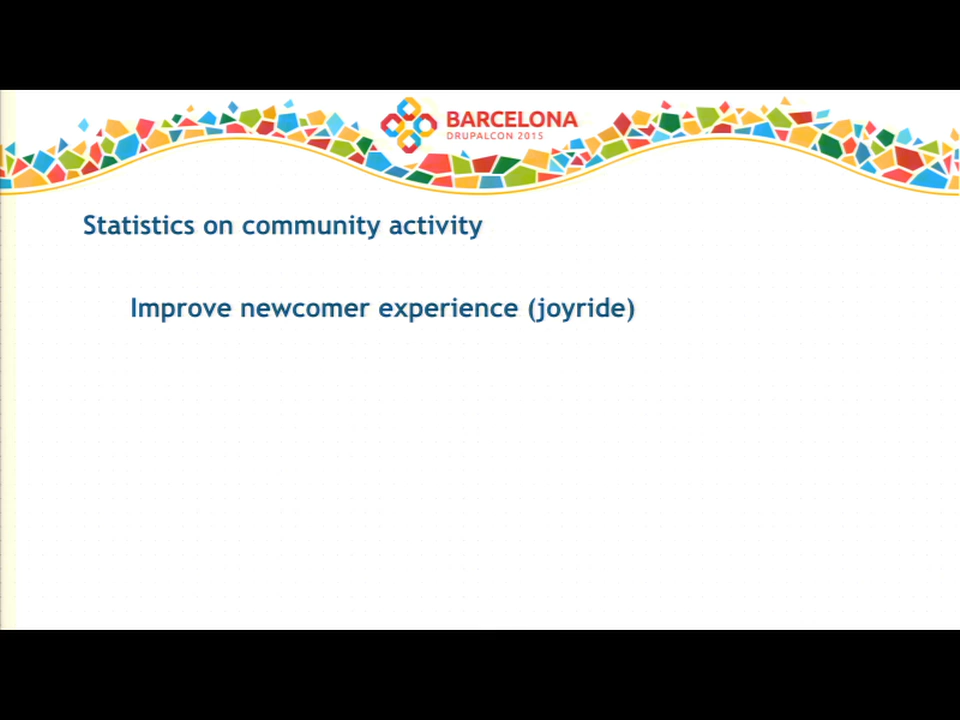 BARCELONA
DRUPALCON 2015
Statistics on community activity
Improve newcomer experience (joyride)